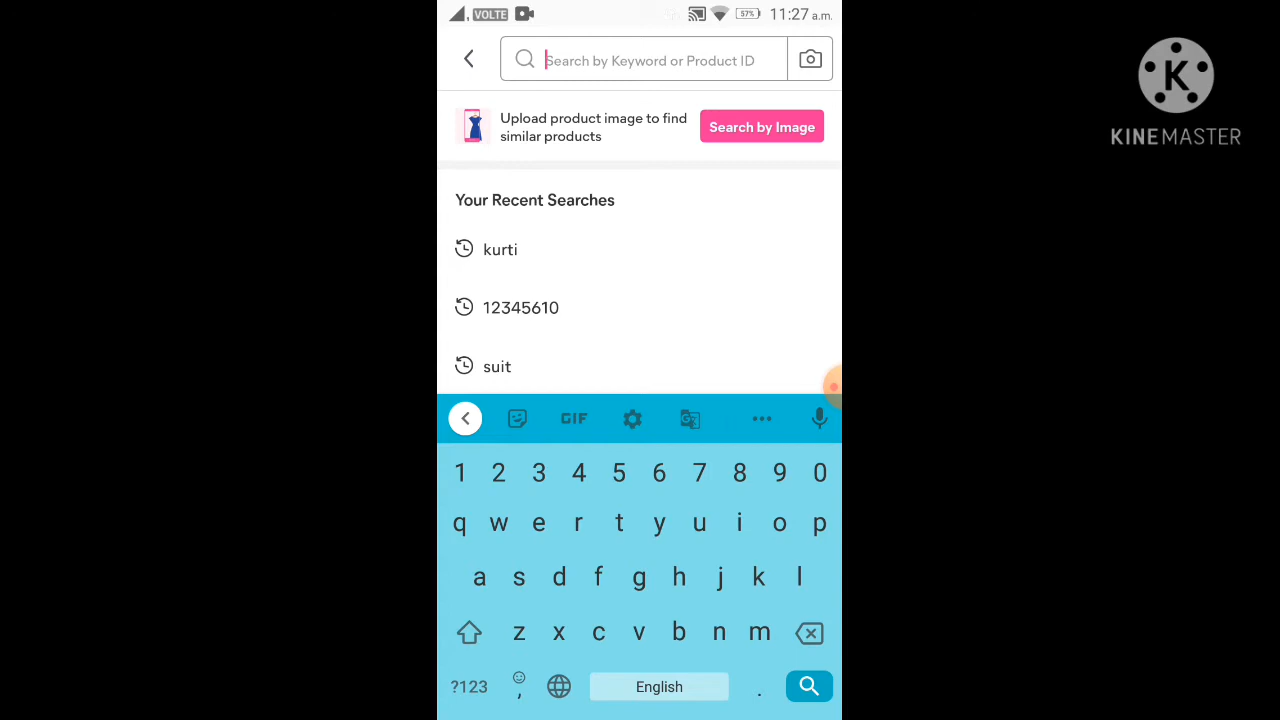 VOLTE 57% 11:27 a.m.
Search by Keyword or Product ID
Upload product image to find
similar products
Search by Image
Your Recent Searches
kurti
12345610
suit
GIF
1 2 3 4 5 6 7 8 9 0
q w e r t y u i o p
a s d f g h j k l
z x c v b n m
?123 , English .
K
KINEMASTER